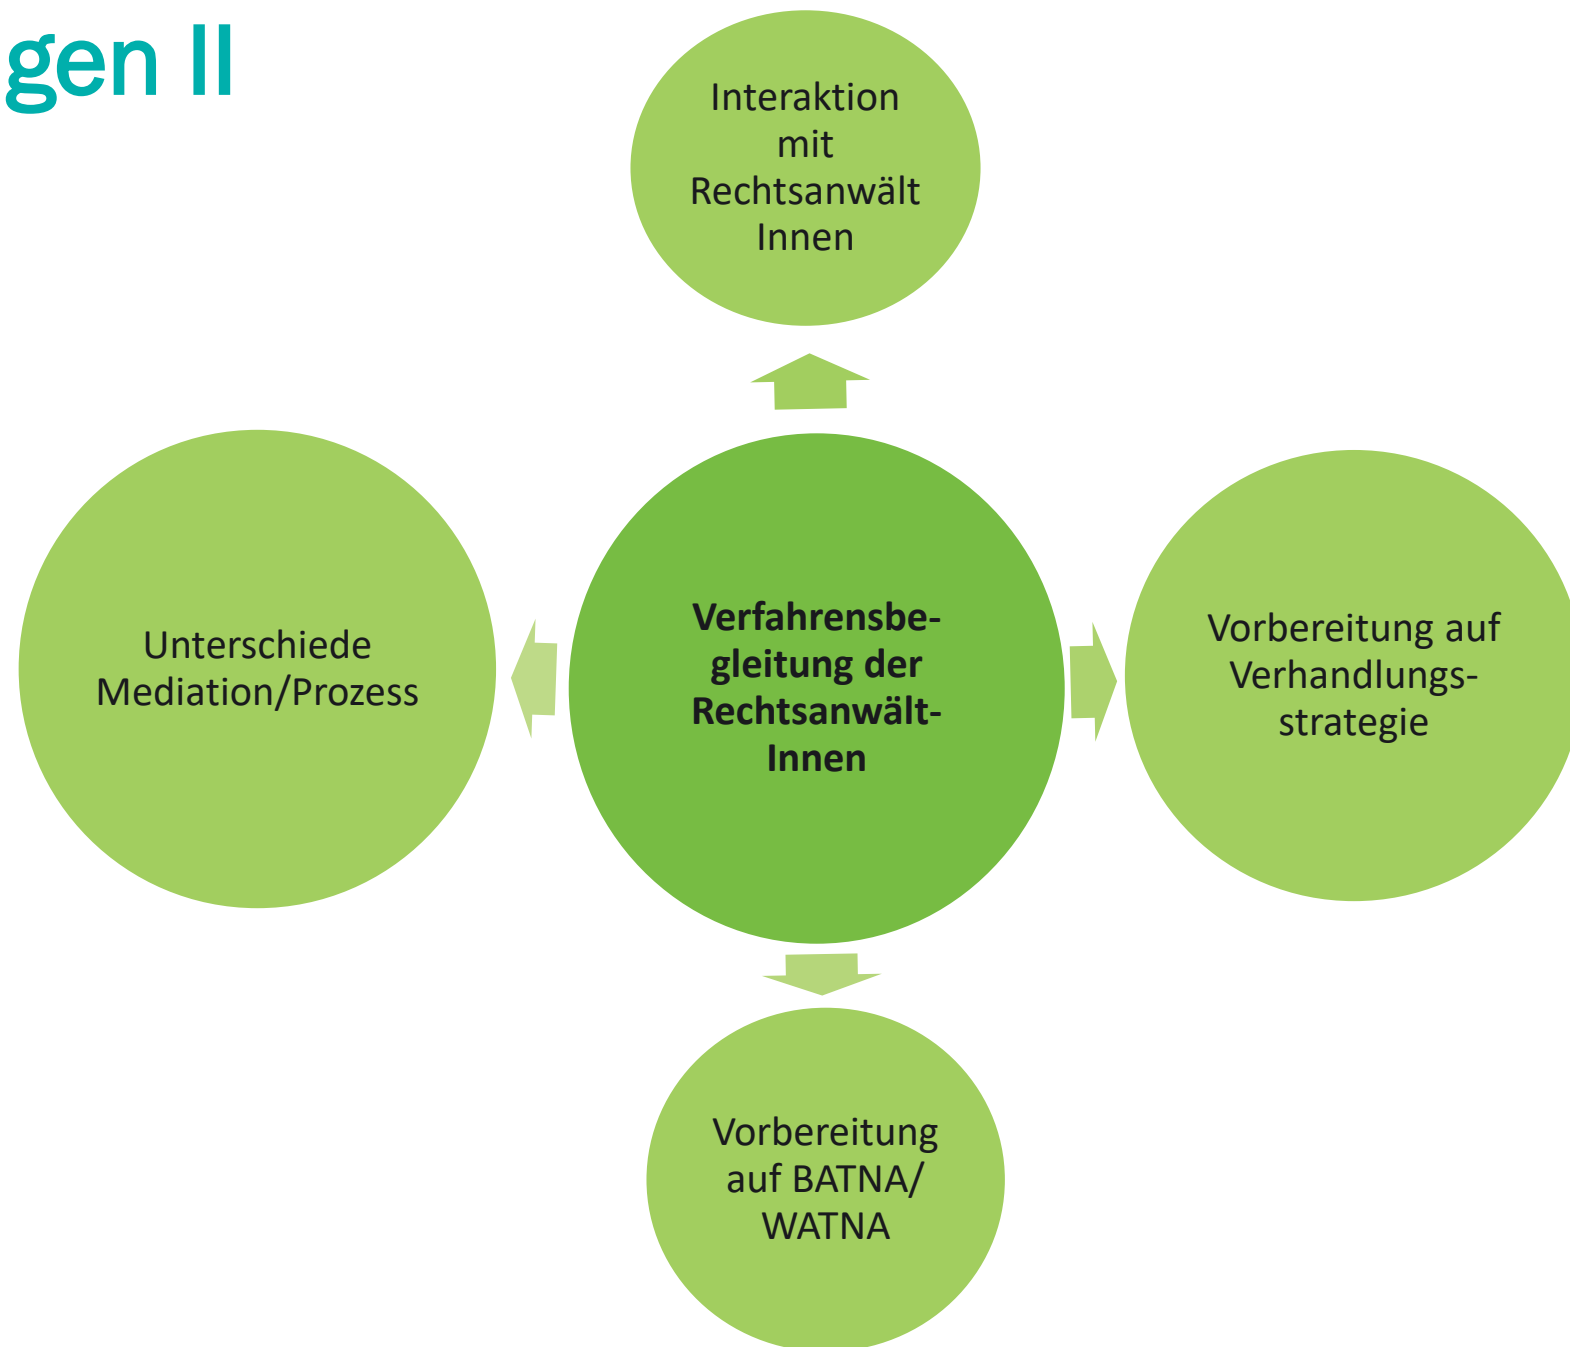 gen II
Interaktion
mit
Rechtsanwält
Innen
Unterschiede
Mediation/Prozess
Verfahrensbe-
gleitung der
Rechtsanwält-
Innen
Vorbereitung auf
Verhandlungs-
strategie
Vorbereitung
auf BATNA/
WATNA